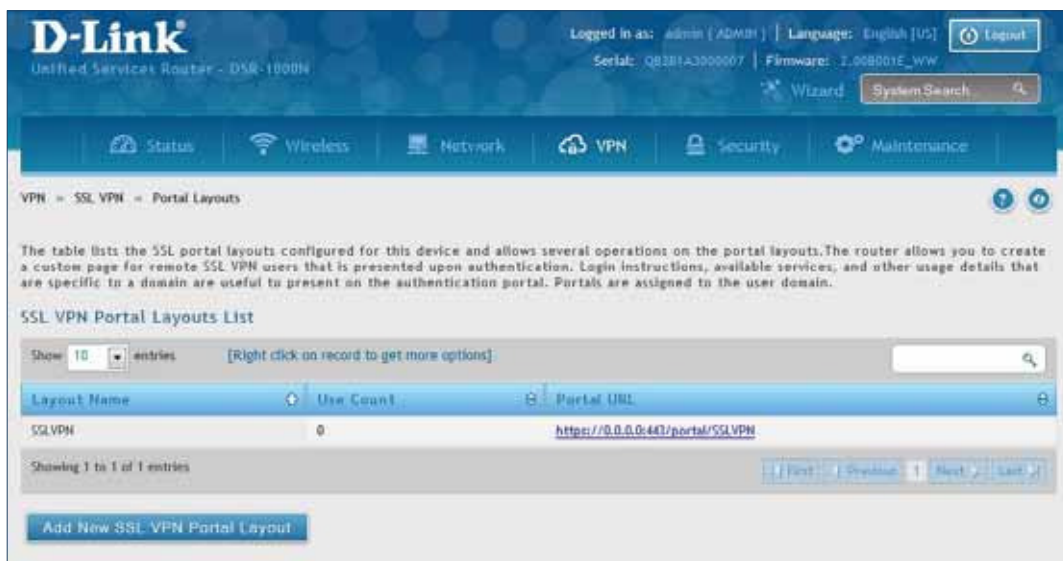 D-Link
Unified Services Router - DSR-1000N
Logged in as: admin ( ADMIN ) | Language: English [US]
Logout
Serial: QB2B1A3000007 | Firmware: 2.00B001E_WW
Wizard
System Search
Status
Wireless
Network
VPN
Security
Maintenance
VPN » SSL VPN » Portal Layouts
The table lists the SSL portal layouts configured for this device and allows several operations on the portal layouts.The router allows you to create
a custom page for remote SSL VPN users that is presented upon authentication. Login instructions, available services, and other usage details that
are specific to a domain are useful to present on the authentication portal. Portals are assigned to the user domain.
SSL VPN Portal Layouts List
Show 10 entries [Right click on record to get more options]
Layout Name Use Count Portal URL
SSLVPN 0 https://0.0.0.0:443/portal/SSLVPN
Showing 1 to 1 of 1 entries
First Previous 1 Next Last
Add New SSL VPN Portal Layout